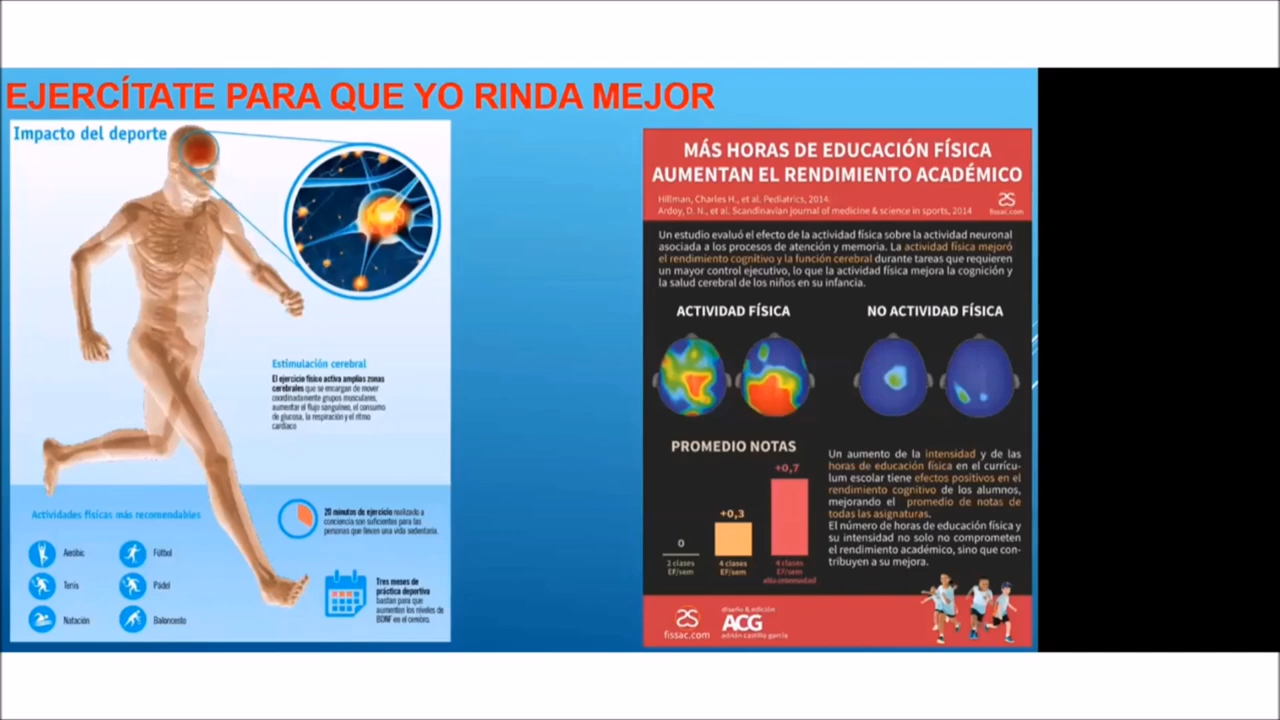 EJERCÍTATE PARA QUE YO RINDA MEJOR
Impacto del deporte
Estimulación cerebral
El ejercicio físico activa amplias zonas
cerebrales que se encargan de mover
coordinadamente grupos musculares,
aumentar el flujo sanguíneo, el consumo
de glucosa, la respiración y el ritmo
cardíaco
Actividades físicas más recomendables
Aeróbic
Fútbol
Tenis
Pádel
Natación
Baloncesto
20 minutos de ejercicio realizado a
conciencia son suficientes para las
personas que lleven una vida sedentaria.
Tres meses de
práctica deportiva
bastan para que
aumenten los niveles de
BDNF en el cerebro.
MÁS HORAS DE EDUCACIÓN FÍSICA
AUMENTAN EL RENDIMIENTO ACADÉMICO
Hillman, Charles H., et al. Pediatrics, 2014.
Ardoy, D. N., et al. Scandinavian journal of medicine & science in sports, 2014
fissac.com
Un estudio evaluó el efecto de la actividad física sobre la actividad neuronal
asociada a los procesos de atención y memoria. La actividad física mejoró
el rendimiento cognitivo y la función cerebral durante tareas que requieren
un mayor control ejecutivo, lo que la actividad física mejora la cognición y
la salud cerebral de los niños en su infancia.
ACTIVIDAD FÍSICA
NO ACTIVIDAD FÍSICA
PROMEDIO NOTAS
+0,7
+0,3
0
2 clases
EF/sem
4 clases
EF/sem
4 clases
EF/sem
alta intensidad
Un aumento de la intensidad y de las
horas de educación física en el currícu-
lum escolar tiene efectos positivos en el
rendimiento cognitivo de los alumnos,
mejorando el promedio de notas de
todas las asignaturas.
El número de horas de educación física y
su intensidad no solo no comprometen
el rendimiento académico, sino que con-
tribuyen a su mejora.
fissac.com
diseño & edición
ACG
adrián castillo garcía